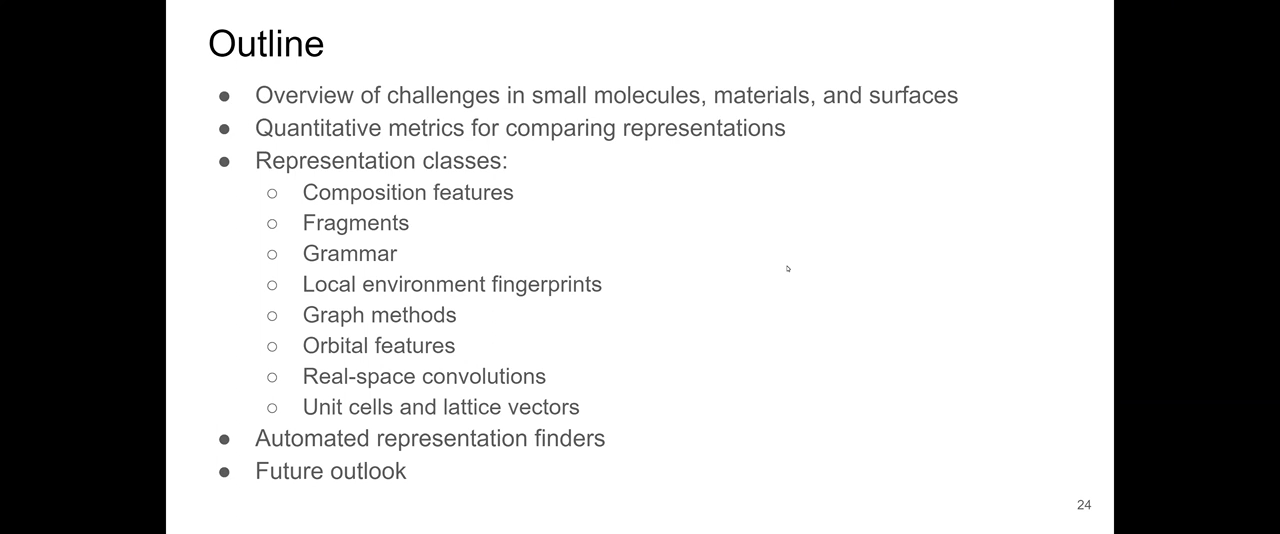 Outline
● Overview of challenges in small molecules, materials, and surfaces
● Quantitative metrics for comparing representations
● Representation classes:
○ Composition features
○ Fragments
○ Grammar
○ Local environment fingerprints
○ Graph methods
○ Orbital features
○ Real-space convolutions
○ Unit cells and lattice vectors
● Automated representation finders
● Future outlook
24